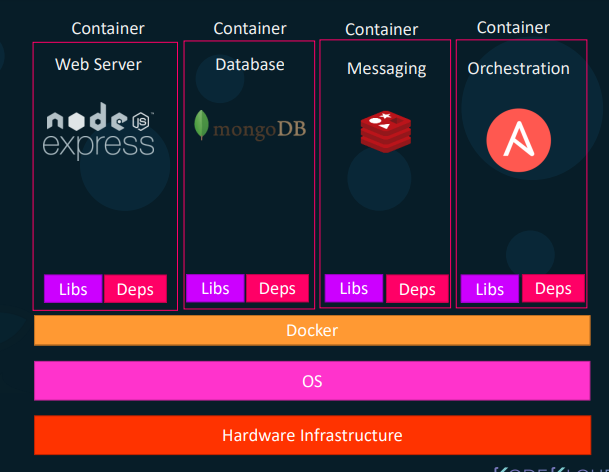 Container Container Container Container
Web Server Database Messaging Orchestration
node JS
express
mongoDB
Libs Deps Libs Deps Libs Deps Libs Deps
Docker
OS
Hardware Infrastructure